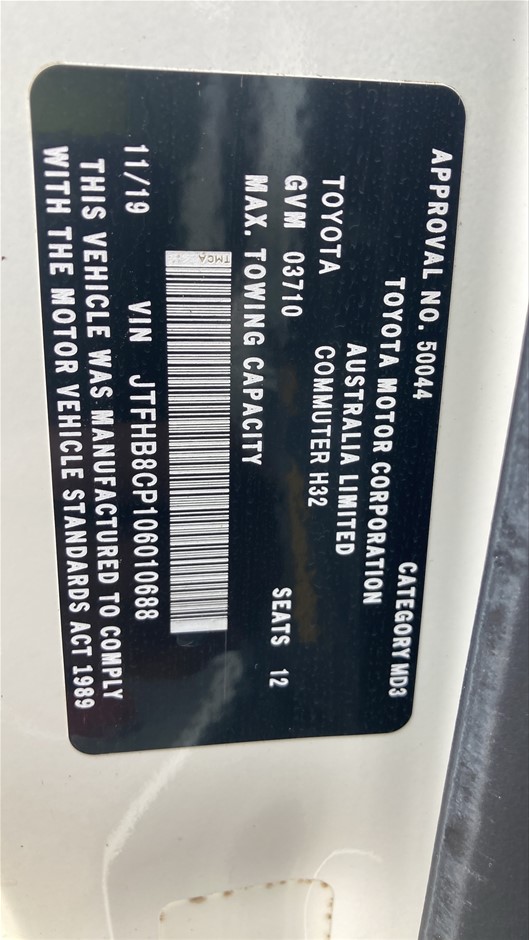 APPROVAL NO. 50044 CATEGORY MD3
TOYOTA MOTOR CORPORATION
AUSTRALIA LIMITED
TOYOTA COMMUTER H32
GVM 03710 SEATS 12
MAX. TOWING CAPACITY
TMCA
VIN JTFHB8CP106010688
11/19
THIS VEHICLE WAS MANUFACTURED TO COMPLY
WITH THE MOTOR VEHICLE STANDARDS ACT 1989